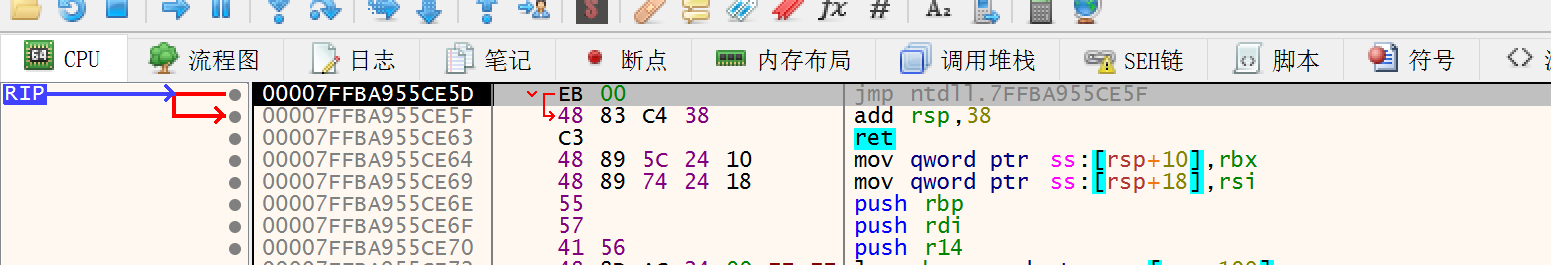 fx # A₂
CPU 流程图 日志 笔记 断点 内存布局 调用堆栈 SEH链 脚本 符号 <>
RIP 00007FFBA955CE5D EB 00 jmp ntdll.7FFBA955CE5F
00007FFBA955CE5F 48 83 C4 38 add rsp,38
00007FFBA955CE63 C3 ret
00007FFBA955CE64 48 89 5C 24 10 mov qword ptr ss:[rsp+10],rbx
00007FFBA955CE69 48 89 74 24 18 mov qword ptr ss:[rsp+18],rsi
00007FFBA955CE6E 55 push rbp
00007FFBA955CE6F 57 push rdi
00007FFBA955CE70 41 56 push r14